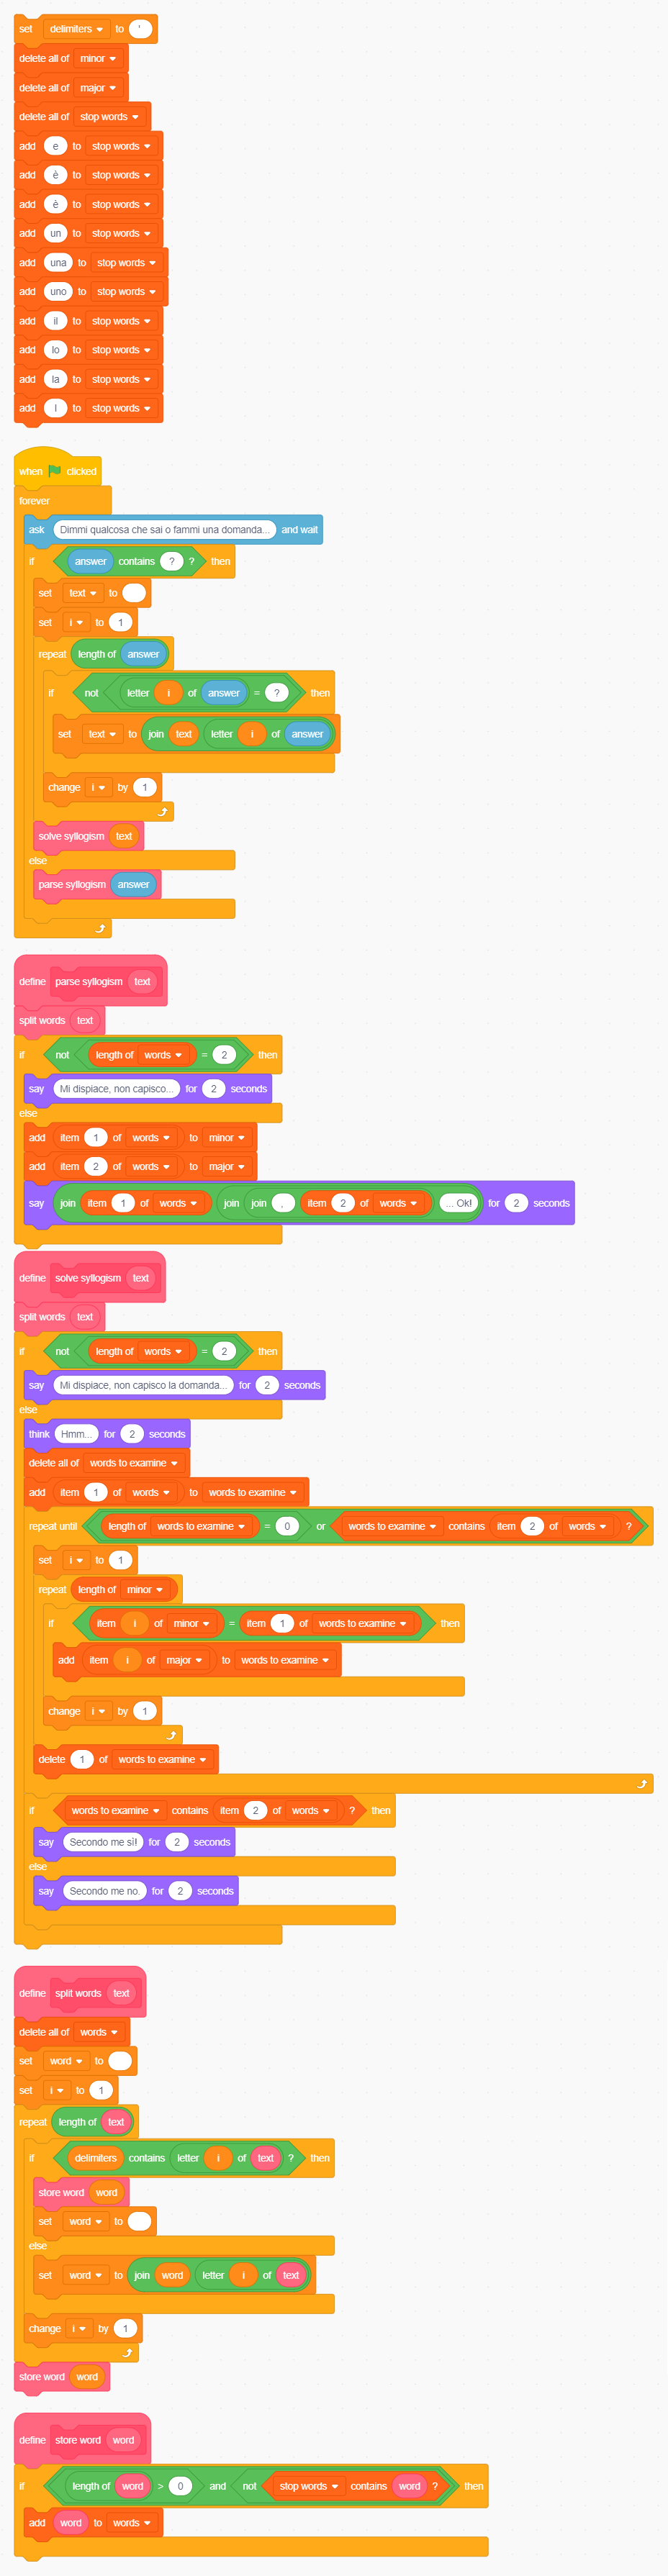 set delimiters to '
delete all of minor
delete all of major
delete all of stop words
add e to stop words
add è to stop words
add é to stop words
add un to stop words
add una to stop words
add uno to stop words
add il to stop words
add lo to stop words
add la to stop words
add l to stop words
when clicked
forever
ask Dimmi qualcosa che sai o fammi una domanda... and wait
if answer contains ? ? then
set text to
set i to 1
repeat length of answer
if not letter i of answer = ? then
set text to join text letter i of answer
change i by 1
solve syllogism text
else
parse syllogism answer
define parse syllogism text
split words text
if not length of words = 2 then
say Mi dispiace, non capisco... for 2 seconds
else
add item 1 of words to minor
add item 2 of words to major
say join item 1 of words join join , item 2 of words ... Ok! for 2 seconds
define solve syllogism text
split words text
if not length of words = 2 then
say Mi dispiace, non capisco la domanda... for 2 seconds
else
think Hmm... for 2 seconds
delete all of words to examine
add item 1 of words to words to examine
repeat until length of words to examine = 0 or words to examine contains item 2 of words ?
set i to 1
repeat length of minor
if item i of minor = item 1 of words to examine then
add item i of major to words to examine
change i by 1
delete 1 of words to examine
if words to examine contains item 2 of words ? then
say Secondo me sì! for 2 seconds
else
say Secondo me no. for 2 seconds
define split words text
delete all of words
set word to
set i to 1
repeat length of text
if delimiters contains letter i of text ? then
store word word
set word to
else
set word to join word letter i of text
change i by 1
store word word
define store word word
if length of word > 0 and not stop words contains word ? then
add word to words